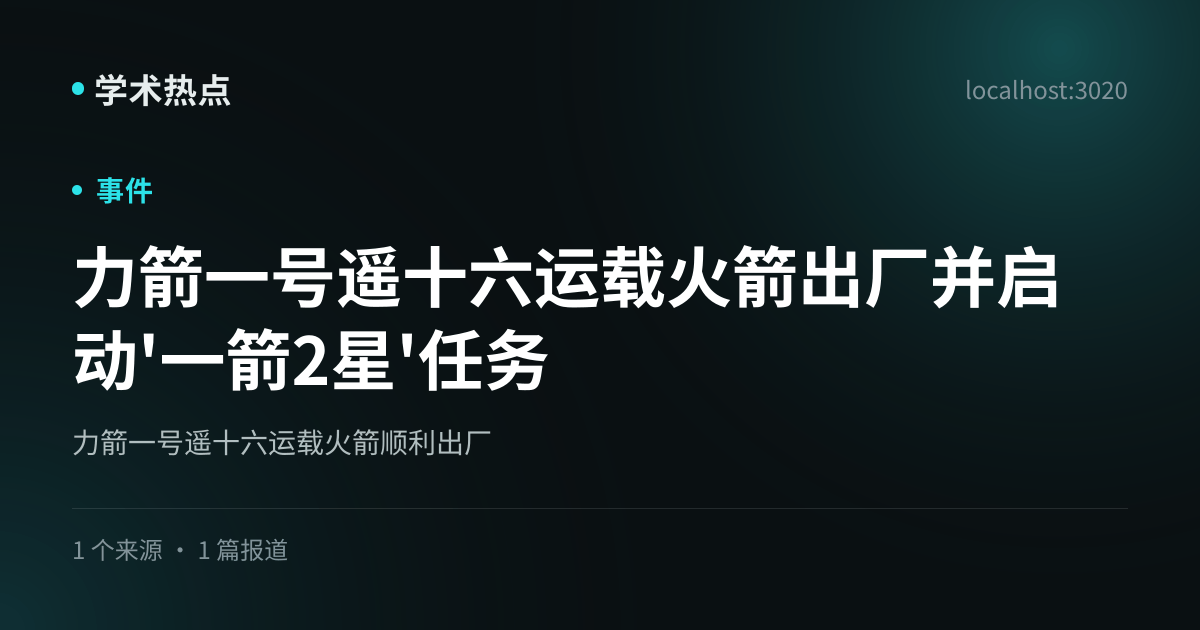 学术热点
localhost:3020
事件
力箭一号遥十六运载火箭出厂并启
动'一箭2星'任务
力箭一号遥十六运载火箭顺利出厂
1 个来源 · 1 篇报道